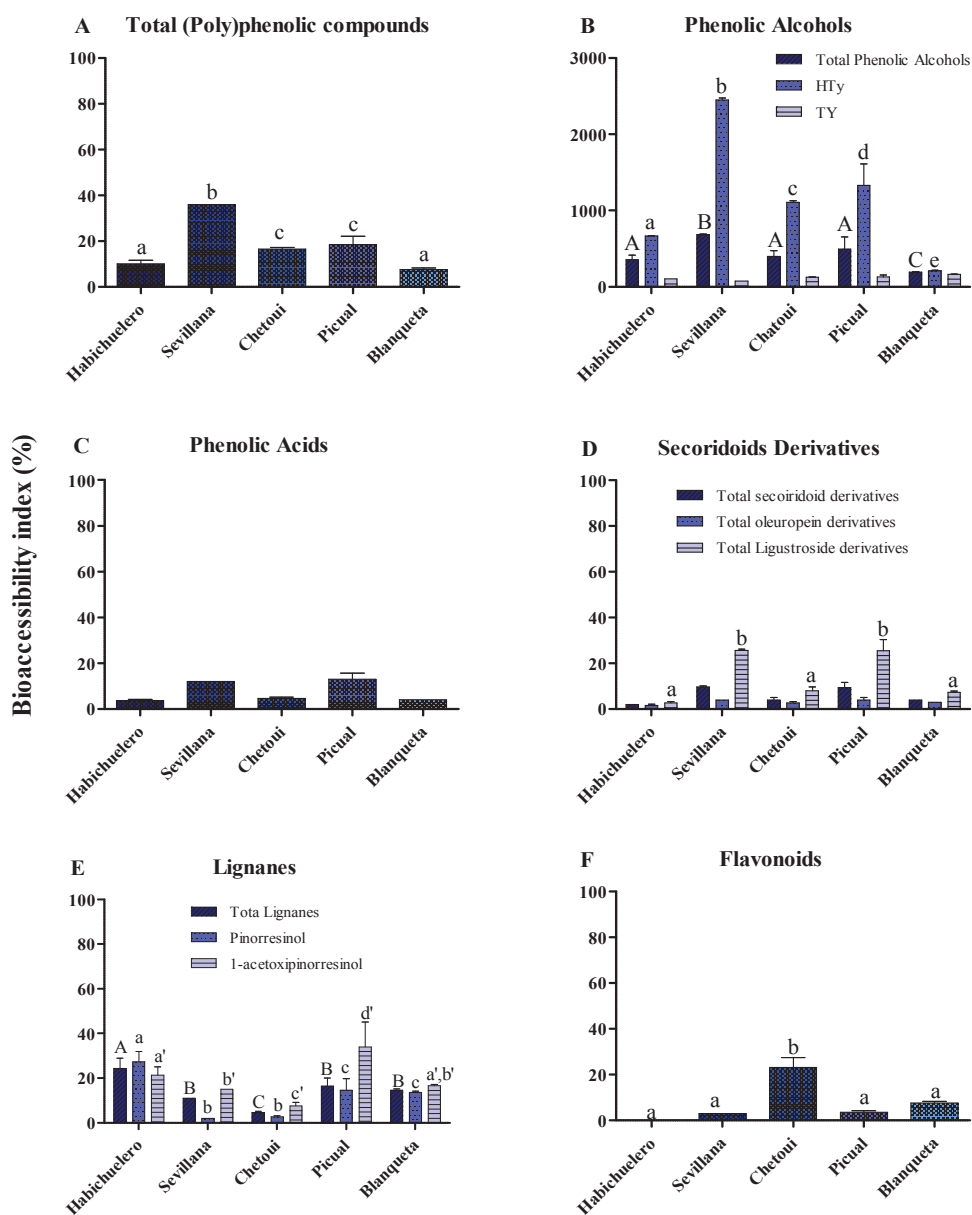 Bioaccessibility index (%)
A
Total (Poly)phenolic compounds
100
80
60
40
20
0
a
b
c
c
a
Habichuelero
Sevillana
Chetoui
Picual
Blanqueta
B
Phenolic Alcohols
Total Phenolic Alcohols
HTy
TY
3000
2000
1000
0
A
a
B
b
A
c
A
d
C
e
Habichuelero
Sevillana
Chatoui
Picual
Blanqueta
C
Phenolic Acids
100
80
60
40
20
0
Habichuelero
Sevillana
Chetoui
Picual
Blanqueta
D
Secoridoids Derivatives
Total secoiridoid derivatives
Total oleuropein derivatives
Total Ligustroside derivatives
100
80
60
40
20
0
a
b
a
b
a
Habichuelero
Sevillana
Chetoui
Picual
Blanqueta
E
Lignanes
Tota Lignanes
Pinorresinol
1-acetoxipinorresinol
100
80
60
40
20
0
A
a
a'
B
b
b'
C
b
c'
B
c
d'
B
c
a',b'
Habichuelero
Sevillana
Chetoui
Picual
Blanqueta
F
Flavonoids
100
80
60
40
20
0
a
a
b
a
a
Habichuelero
Sevillana
Chetoui
Picual
Blanqueta